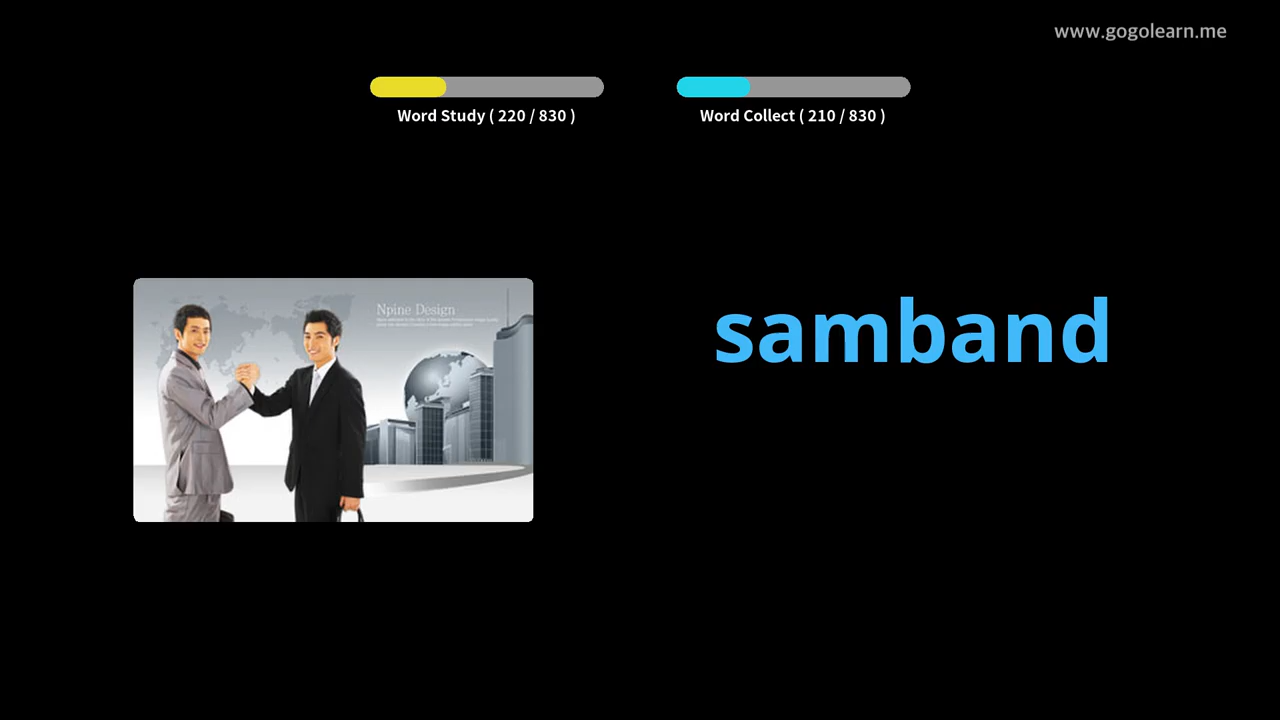 www.gogolearn.me
Word Study ( 220 / 830 )
Word Collect ( 210 / 830 )
Npine Design
samband